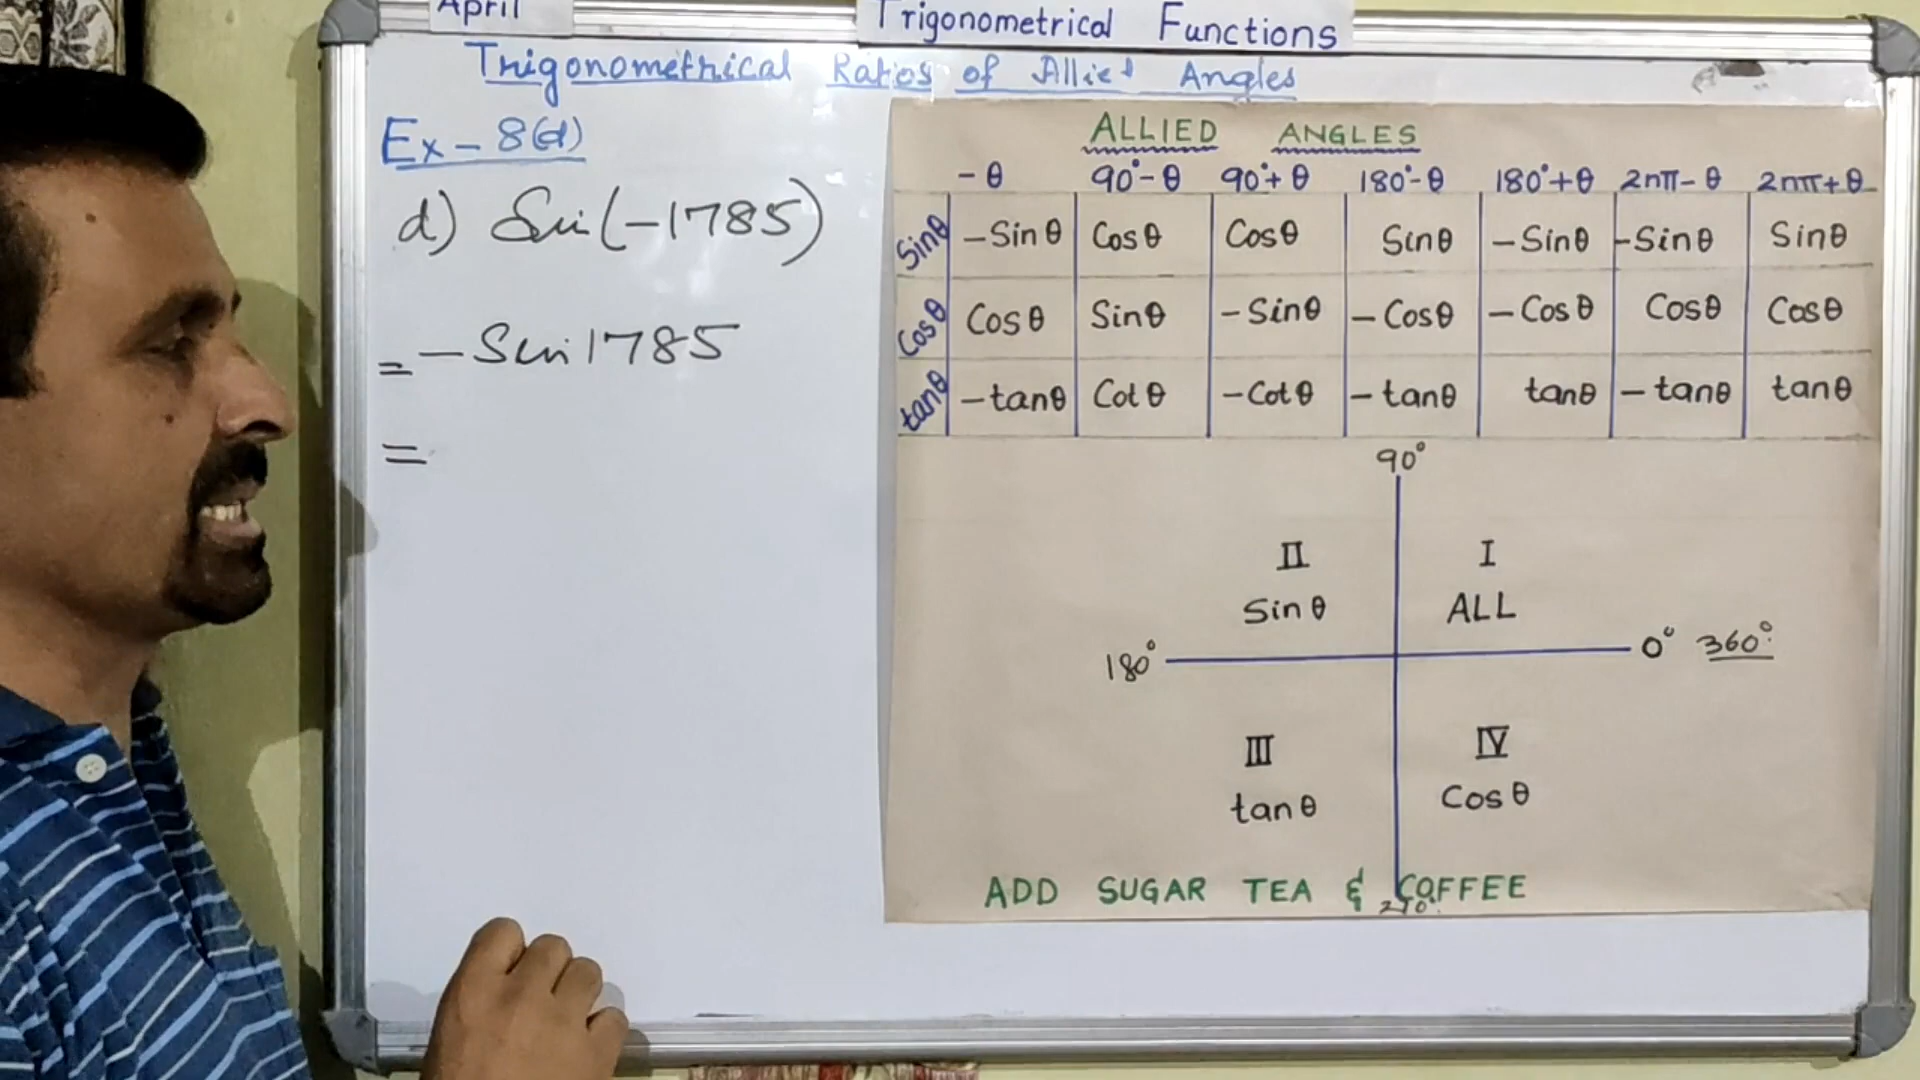 April
Trigonometrical Functions
Trigonometrical Ratios of Allied Angles
Ex - 8(d)
d) Sin(-1785)
= - Sin 1785
=
ALLIED ANGLES
-θ 90°-θ 90°+θ 180°-θ 180°+θ 2nπ-θ 2nπ+θ
Sinθ -Sinθ Cosθ Cosθ Sinθ -Sinθ -Sinθ Sinθ
Cosθ Cosθ Sinθ -Sinθ -Cosθ -Cosθ Cosθ Cosθ
tanθ -tanθ Cotθ -Cotθ -tanθ tanθ -tanθ tanθ
90°
II I
Sinθ ALL
180° 0° 360°
III IV
tanθ Cosθ
ADD SUGAR TEA & COFFEE
270°